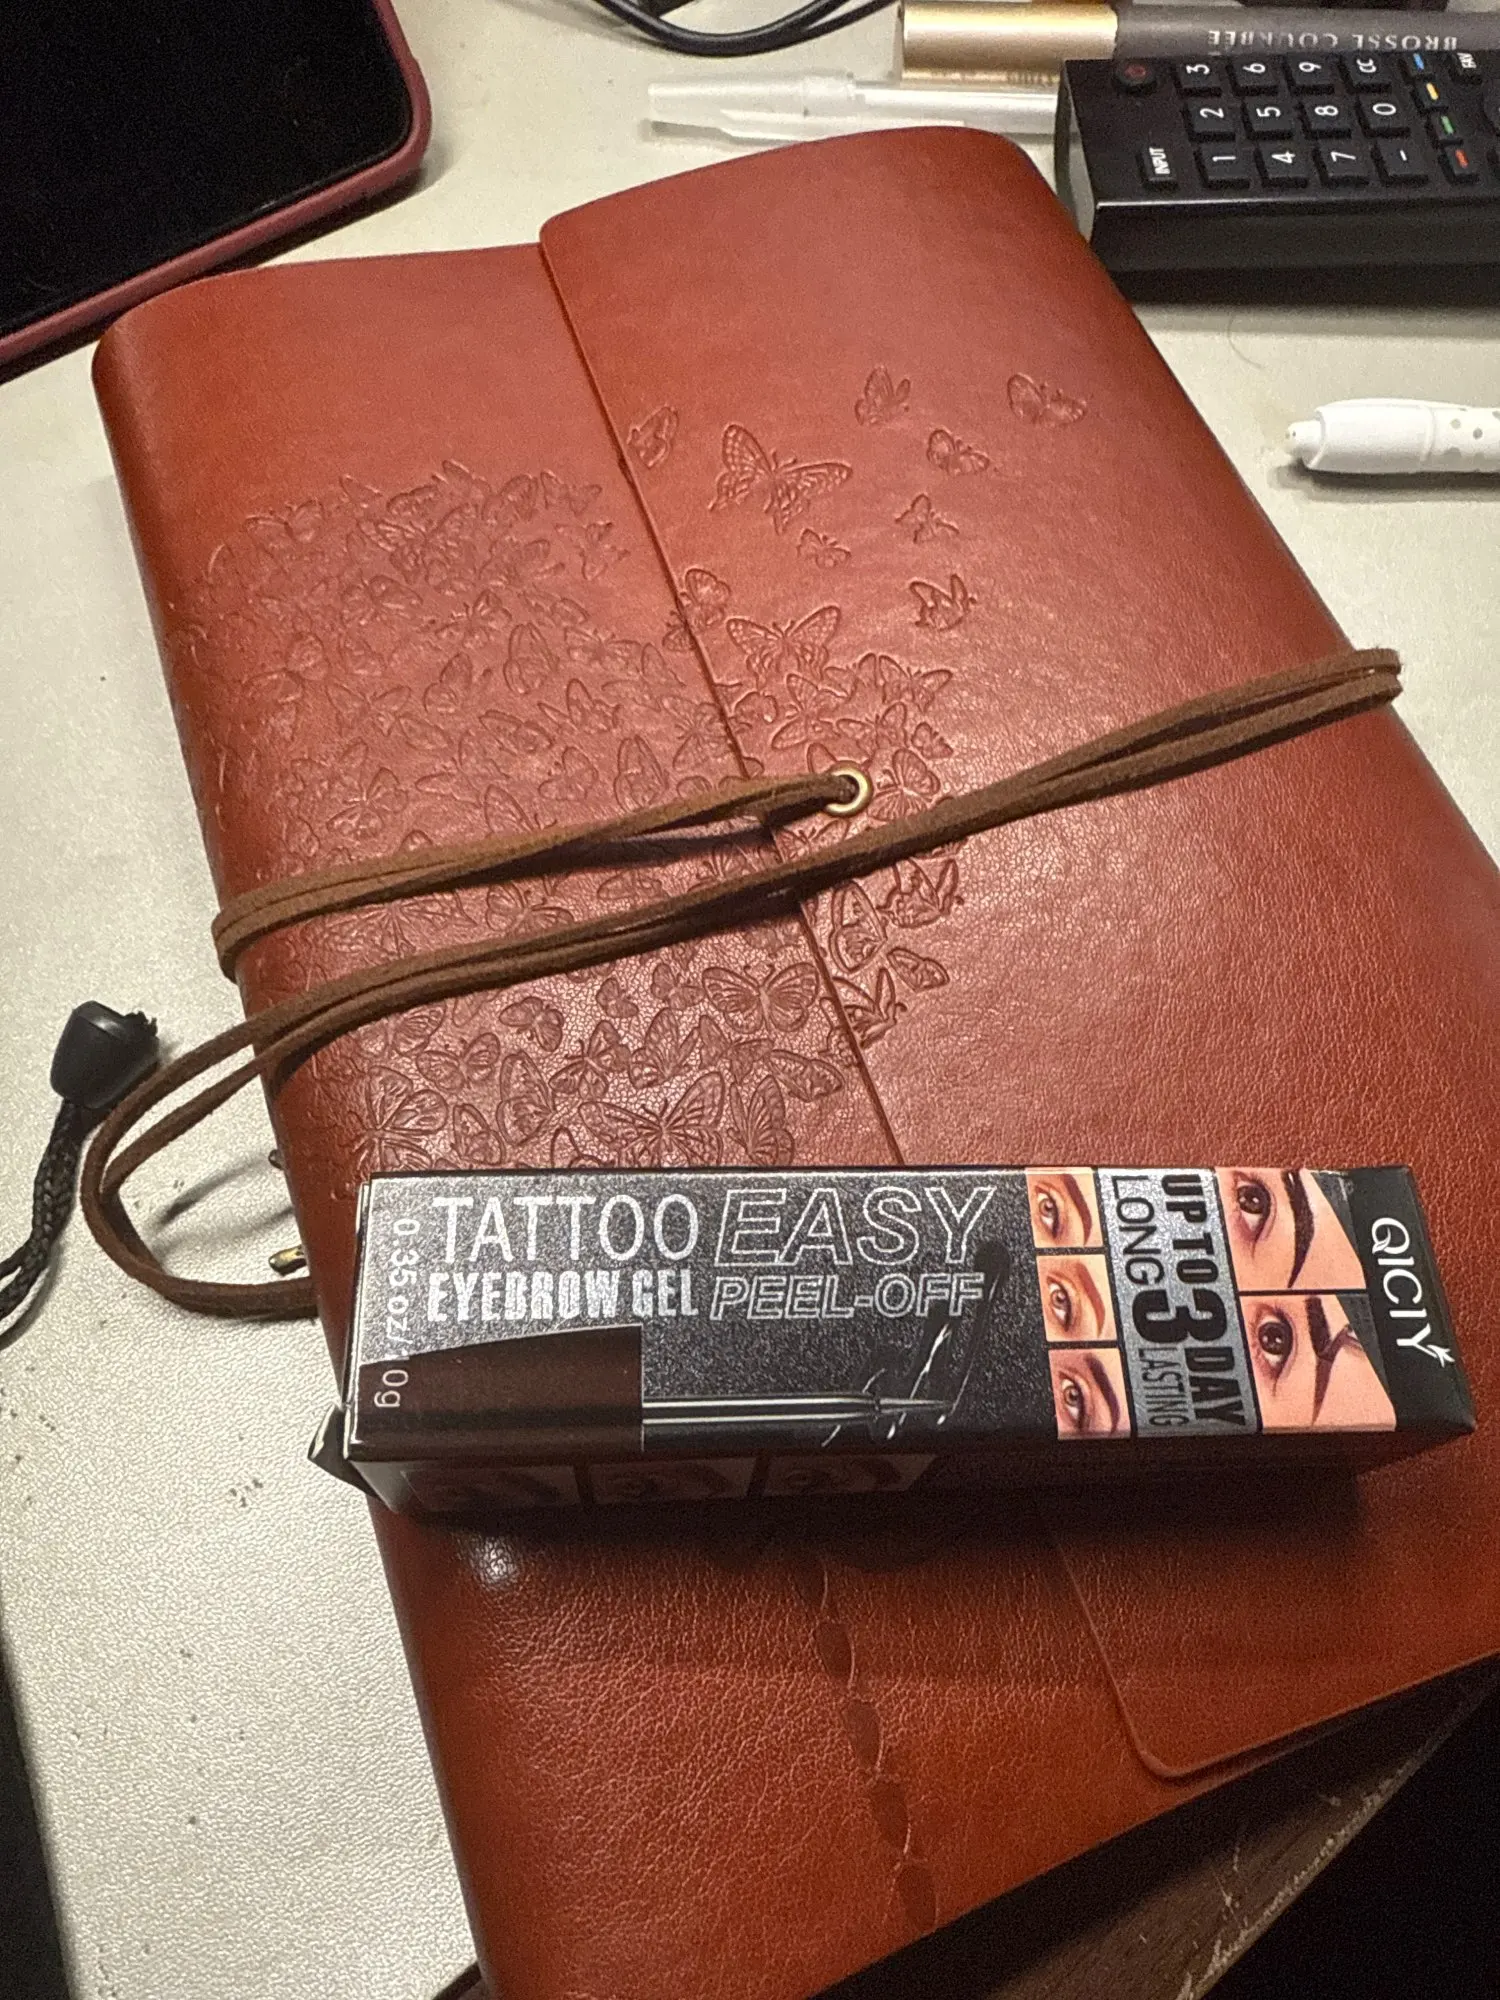 BROSSE COURBEE
3 6 9 CC FAV
2 5 8 0
INPUT 1 4 7 -
TATTOO EASY
EYEBROW GEL PEEL-OFF
0.35oz/10g
UP TO 3 DAY
LONG LASTING
QICIY